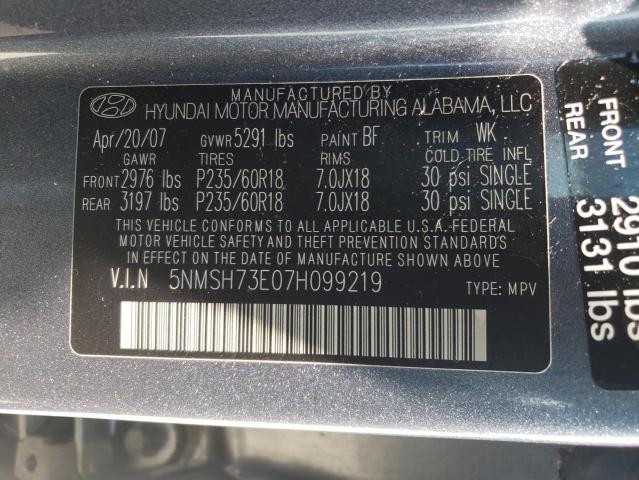 MANUFACTURED BY
HYUNDAI MOTOR MANUFACTURING ALABAMA, LLC
Apr/20/07 GVWR 5291 lbs PAINT BF TRIM WK
GAWR TIRES RIMS COLD TIRE INFL
FRONT 2976 lbs P235/60R18 7.0JX18 30 psi SINGLE
REAR 3197 lbs P235/60R18 7.0JX18 30 psi SINGLE
THIS VEHICLE CONFORMS TO ALL APPLICABLE U.S.A. FEDERAL
MOTOR VEHICLE SAFETY AND THEFT PREVENTION STANDARDS
IN EFFECT ON THE DATE OF MANUFACTURE SHOWN ABOVE.
V.I.N 5NMSH73E07H099219 TYPE: MPV
FRONT 2910 lbs
REAR 3131 lbs